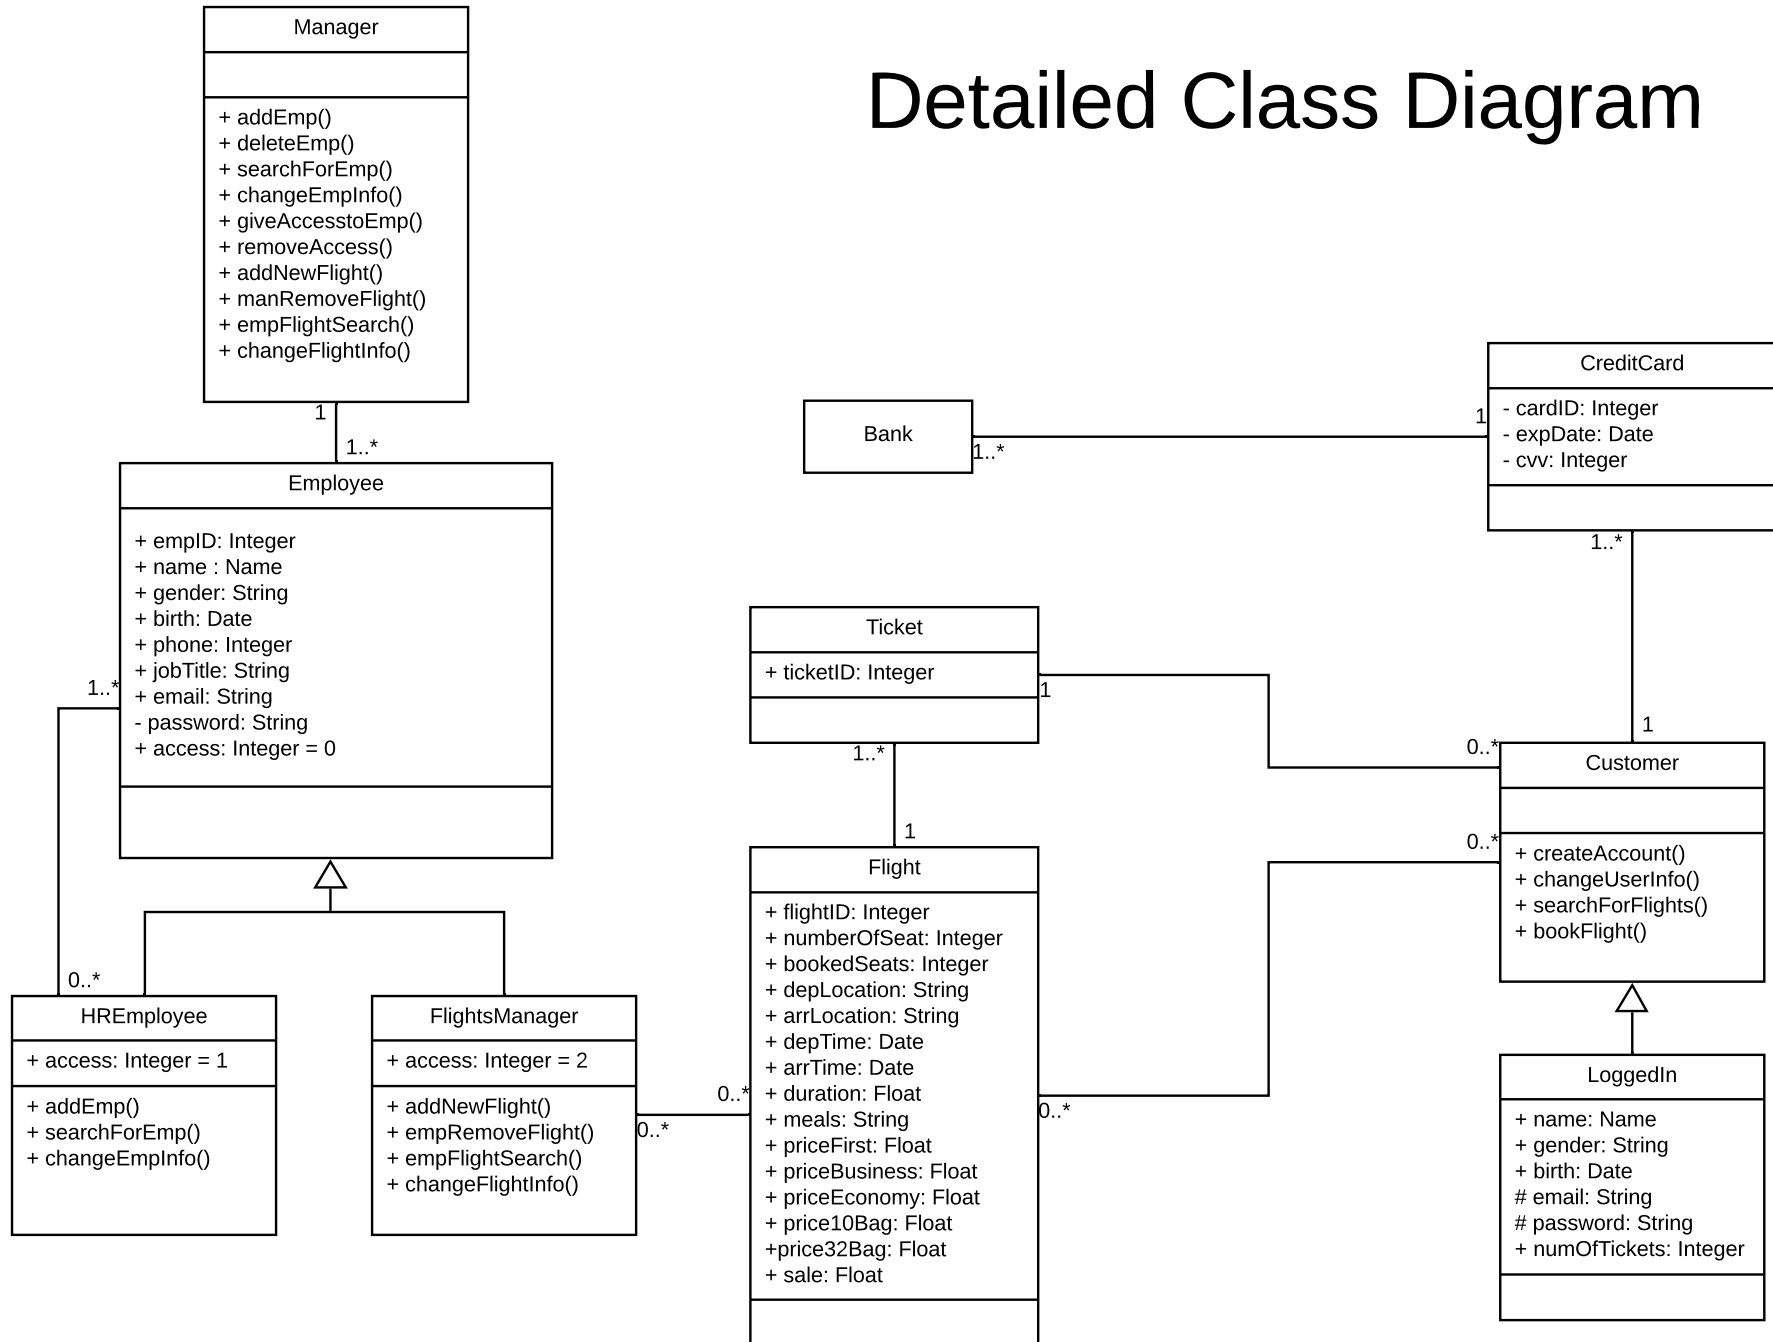 Detailed Class Diagram
Manager
+ addEmp()
+ deleteEmp()
+ searchForEmp()
+ changeEmpInfo()
+ giveAccesstoEmp()
+ removeAccess()
+ addNewFlight()
+ manRemoveFlight()
+ empFlightSearch()
+ changeFlightInfo()
1
1..*
Employee
+ empID: Integer
+ name : Name
+ gender: String
+ birth: Date
+ phone: Integer
+ jobTitle: String
+ email: String
- password: String
+ access: Integer = 0
1..*
0..*
HREmployee
+ access: Integer = 1
+ addEmp()
+ searchForEmp()
+ changeEmpInfo()
FlightsManager
+ access: Integer = 2
+ addNewFlight()
+ empRemoveFlight()
+ empFlightSearch()
+ changeFlightInfo()
0..*
0..*
Bank
1..*
1
CreditCard
- cardID: Integer
- expDate: Date
- cvv: Integer
1..*
1
Ticket
+ ticketID: Integer
1
0..*
1..*
1
Flight
+ flightID: Integer
+ numberOfSeat: Integer
+ bookedSeats: Integer
+ depLocation: String
+ arrLocation: String
+ depTime: Date
+ arrTime: Date
+ duration: Float
+ meals: String
+ priceFirst: Float
+ priceBusiness: Float
+ priceEconomy: Float
+ price10Bag: Float
+price32Bag: Float
+ sale: Float
0..*
0..*
Customer
+ createAccount()
+ changeUserInfo()
+ searchForFlights()
+ bookFlight()
LoggedIn
+ name: Name
+ gender: String
+ birth: Date
# email: String
# password: String
+ numOfTickets: Integer